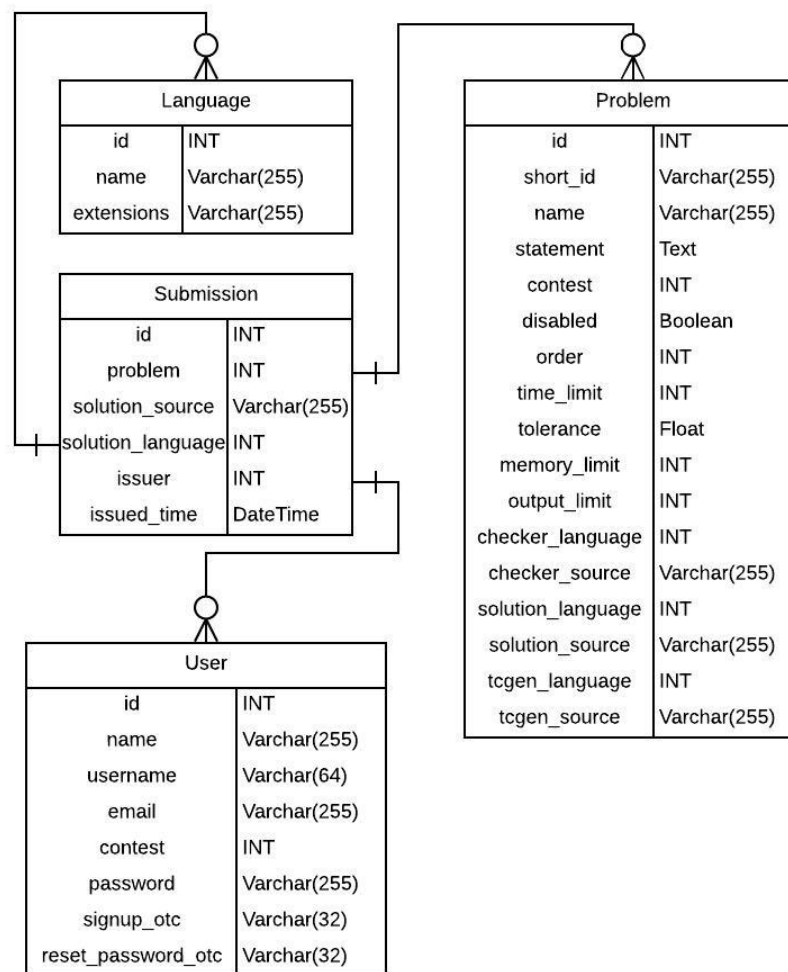 Language
id INT
name Varchar(255)
extensions Varchar(255)
Submission
id INT
problem INT
solution_source Varchar(255)
solution_language INT
issuer INT
issued_time DateTime
User
id INT
name Varchar(255)
username Varchar(64)
email Varchar(255)
contest INT
password Varchar(255)
signup_otc Varchar(32)
reset_password_otc Varchar(32)
Problem
id INT
short_id Varchar(255)
name Varchar(255)
statement Text
contest INT
disabled Boolean
order INT
time_limit INT
tolerance Float
memory_limit INT
output_limit INT
checker_language INT
checker_source Varchar(255)
solution_language INT
solution_source Varchar(255)
tcgen_language INT
tcgen_source Varchar(255)